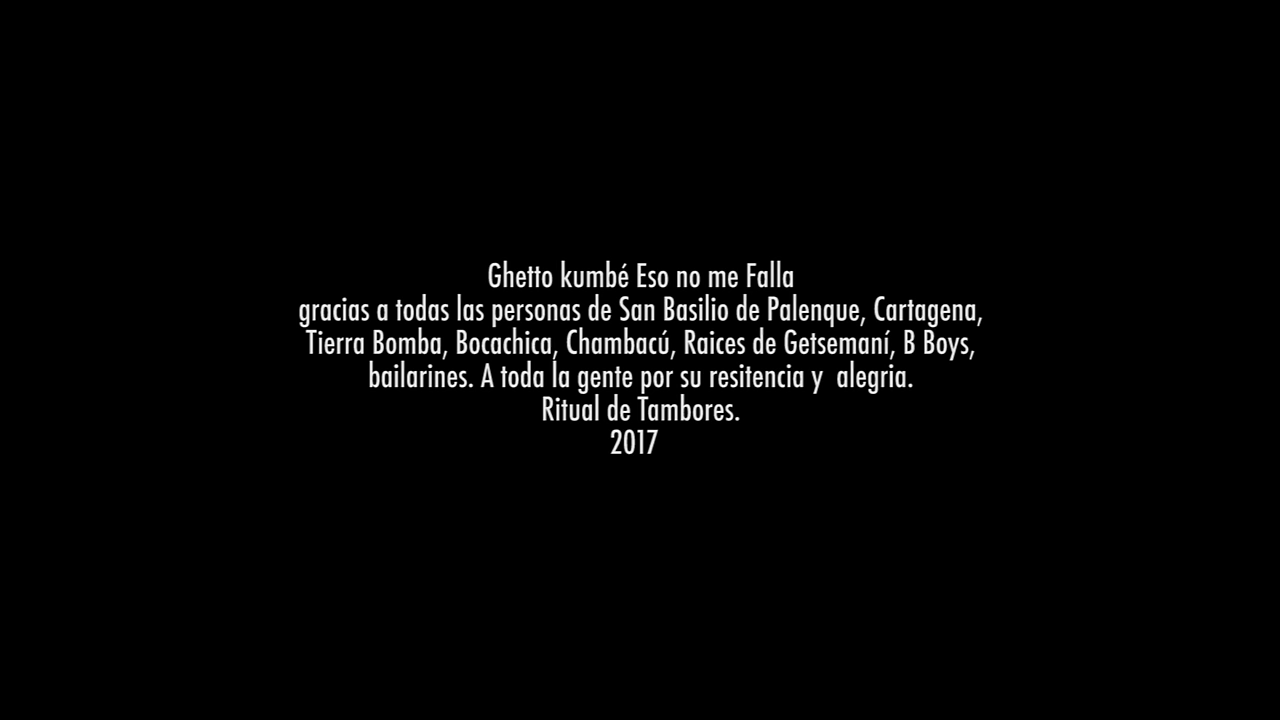 Ghetto kumbé Eso no me Falla
gracias a todas las personas de San Basilio de Palenque, Cartagena,
Tierra Bomba, Bocachica, Chambacú, Raices de Getsemaní, B Boys,
bailarines. A toda la gente por su resitencia y  alegria.
Ritual de Tambores.
2017